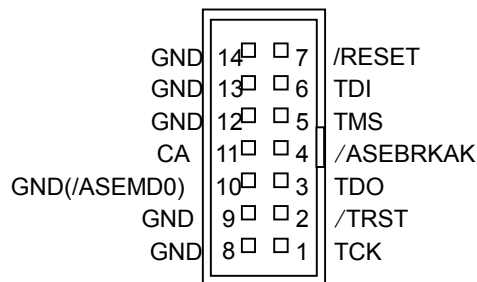 GND 14 7 /RESET
GND 13 6 TDI
GND 12 5 TMS
CA 11 4 /ASEBRKAK
GND(/ASEMD0) 10 3 TDO
GND 9 2 /TRST
GND 8 1 TCK